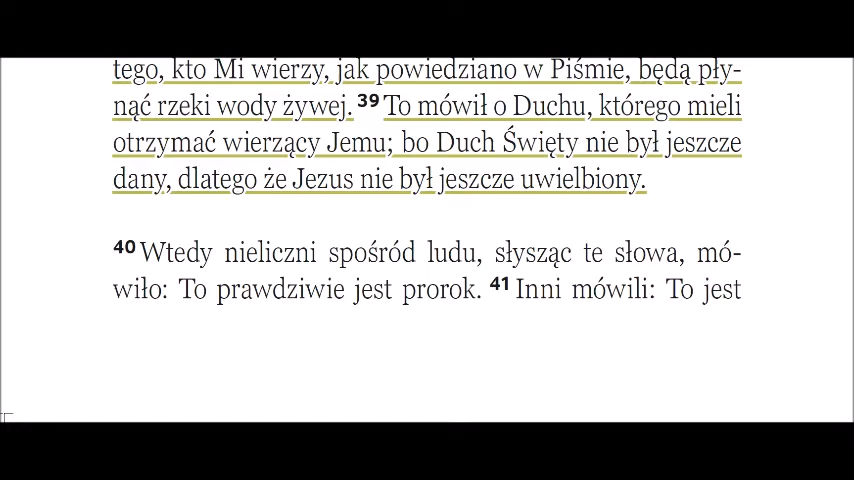 tego, kto Mi wierzy, jak powiedziano w Piśmie, będą pły-
nąć rzeki wody żywej. 39 To mówił o Duchu, którego mieli
otrzymać wierzący Jemu; bo Duch Święty nie był jeszcze
dany, dlatego że Jezus nie był jeszcze uwielbiony.
40 Wtedy nieliczni spośród ludu, słysząc te słowa, mó-
wiło: To prawdziwie jest prorok. 41 Inni mówili: To jest